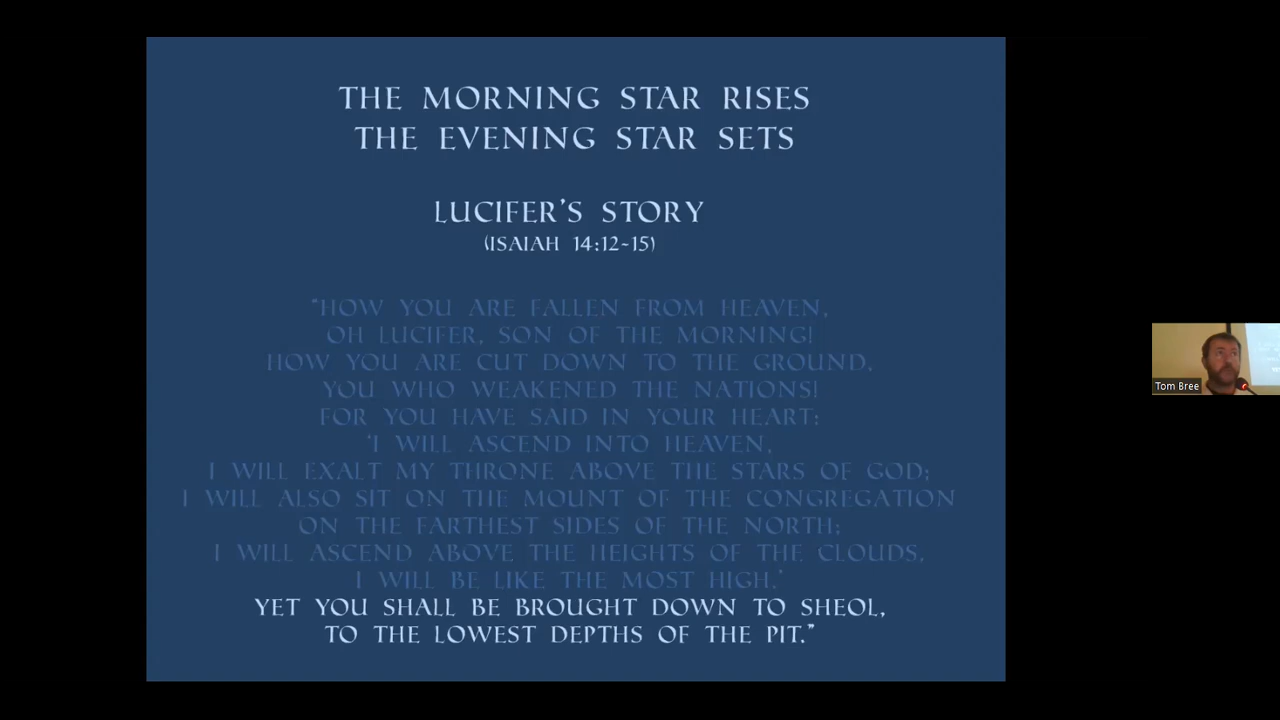 THE MORNING STAR RISES
THE EVENING STAR SETS
LUCIFER'S STORY
(ISAIAH 14:12-15)
"HOW YOU ARE FALLEN FROM HEAVEN,
OH LUCIFER, SON OF THE MORNING!
HOW YOU ARE CUT DOWN TO THE GROUND,
YOU WHO WEAKENED THE NATIONS!
FOR YOU HAVE SAID IN YOUR HEART:
'I WILL ASCEND INTO HEAVEN,
I WILL EXALT MY THRONE ABOVE THE STARS OF GOD;
I WILL ALSO SIT ON THE MOUNT OF THE CONGREGATION
ON THE FARTHEST SIDES OF THE NORTH;
I WILL ASCEND ABOVE THE HEIGHTS OF THE CLOUDS,
I WILL BE LIKE THE MOST HIGH.'
YET YOU SHALL BE BROUGHT DOWN TO SHEOL,
TO THE LOWEST DEPTHS OF THE PIT."
Tom Bree